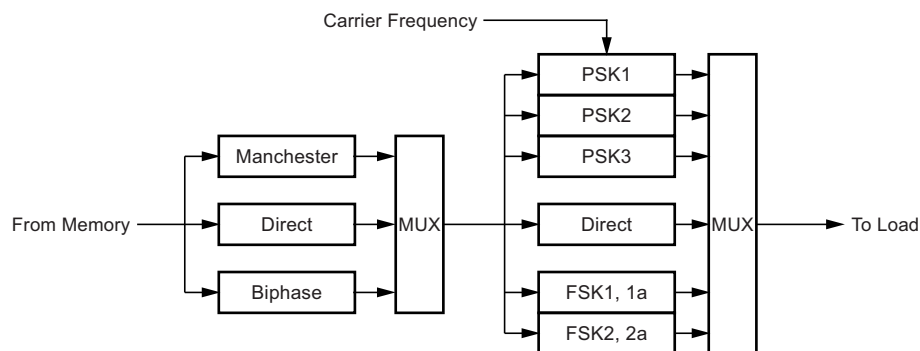 Carrier Frequency
PSK1
PSK2
PSK3
Manchester
From Memory
Direct
MUX
Direct
MUX
To Load
Biphase
FSK1, 1a
FSK2, 2a